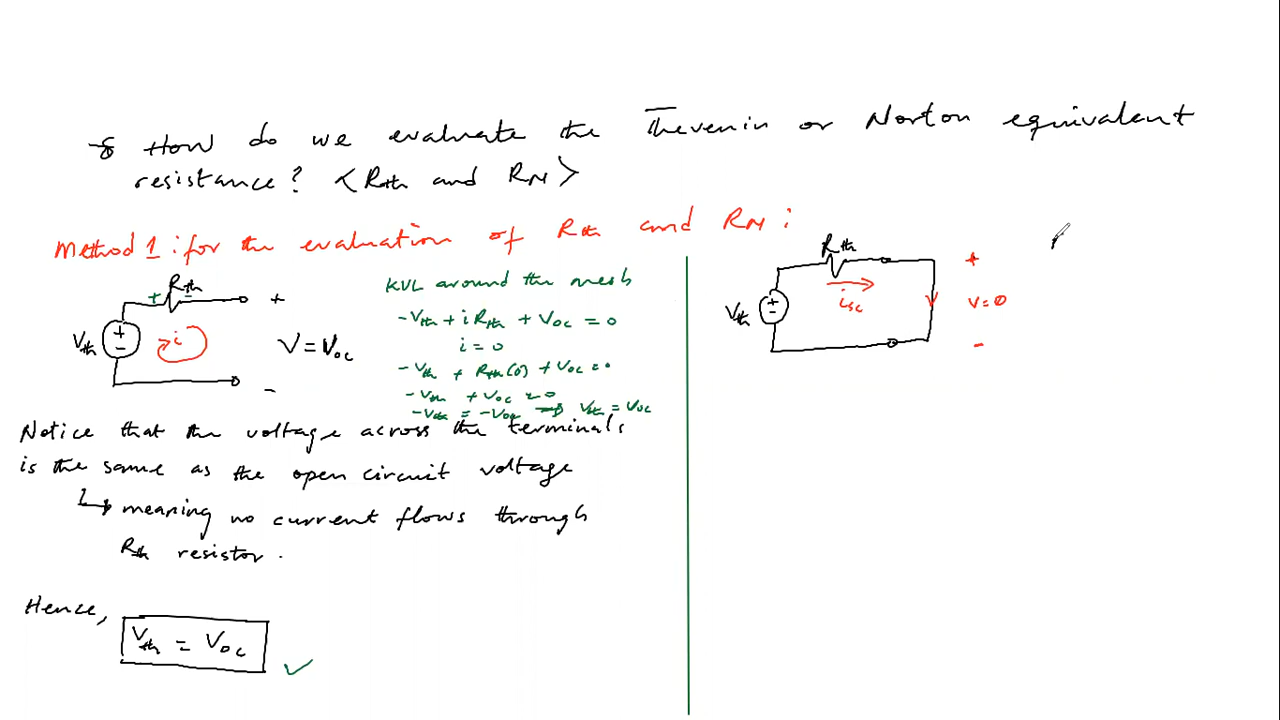 How do we evaluate the Thevenin or Norton equivalent
resistance? <Rth and RN>
Method 1 : for the evaluation of Rth and RN :
Rth
+ -
Vth
+
-
i
+
V = Voc
-
KVL around the mesh
-Vth + i Rth + Voc = 0
i = 0
-Vth + Rth(0) + Voc = 0
-Vth + Voc = 0
-Vth = -Voc => Vth = Voc
Notice that the voltage across the terminals
is the same as the open circuit voltage
↳ meaning no current flows through
Rth resistor.
Hence,
Vth = Voc ✓
Rth
Vth
+
-
isc
+
v=0
-